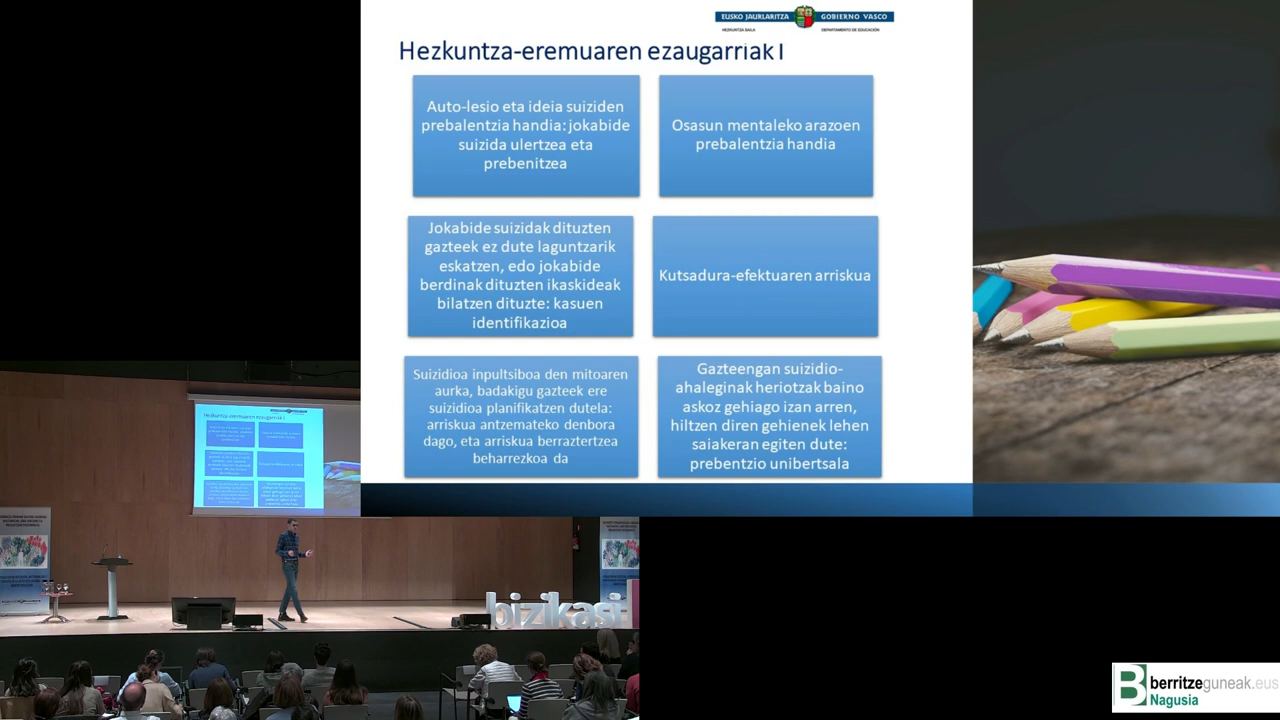 EUSKO JAURLARITZA
GOBIERNO VASCO
HEZKUNTZA SAILA
DEPARTAMENTO DE EDUCACIÓN
Hezkuntza-eremuaren ezaugarriak I
Auto-lesio eta ideia suiziden
prebalentzia handia: jokabide
suizida ulertzea eta
prebenitzea
Osasun mentaleko arazoen
prebalentzia handia
Jokabide suizidak dituzten
gazteek ez dute laguntzarik
eskatzen, edo jokabide
berdinak dituzten ikaskideak
bilatzen dituzte: kasuen
identifikazioa
Kutsadura-efektuaren arriskua
Suizidioa inpultsiboa den mitoaren
aurka, badakigu gazteek ere
suizidioa planifikatzen dutela:
arriskua antzemateko denbora
dago, eta arriskua berraztertzea
beharrezkoa da
Gazteengan suizidio-
ahaleginak heriotzak baino
askoz gehiago izan arren,
hiltzen diren gehienek lehen
saiakeran egiten dute:
prebentzio unibertsala
Hezkuntza-eremuaren ezaugarriak I
bizikasi
berritzeguneak.eus
Nagusia